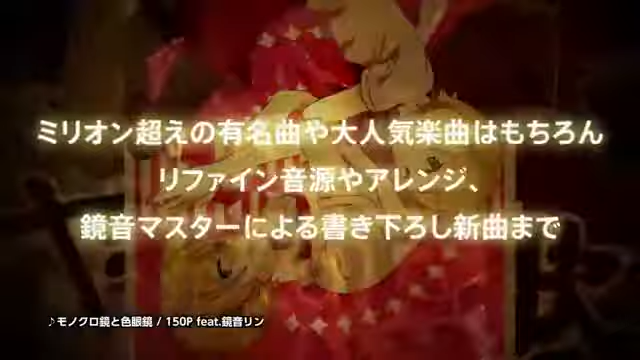 ミリオン超えの有名曲や大人気楽曲はもちろん
リファイン音源やアレンジ、
鏡音マスターによる書き下ろし新曲まで
♪モノクロ鏡と色眼鏡 / 150P feat.鏡音リン